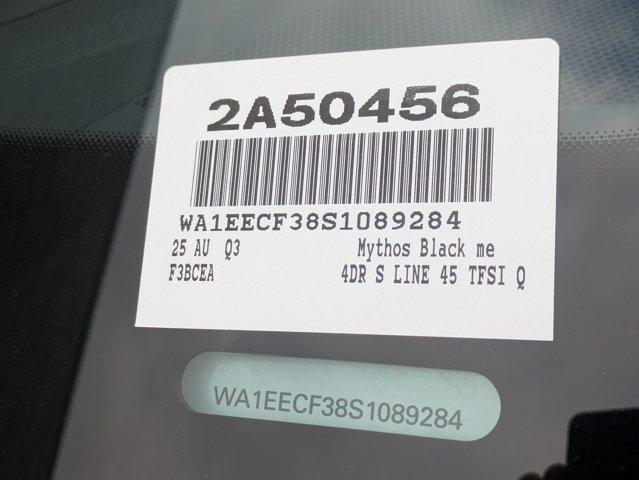 2A50456
WA1EECF38S1089284
25 AU Q3 Mythos Black me
F3BCEA 4DR S LINE 45 TFSI Q
WA1EECF38S1089284